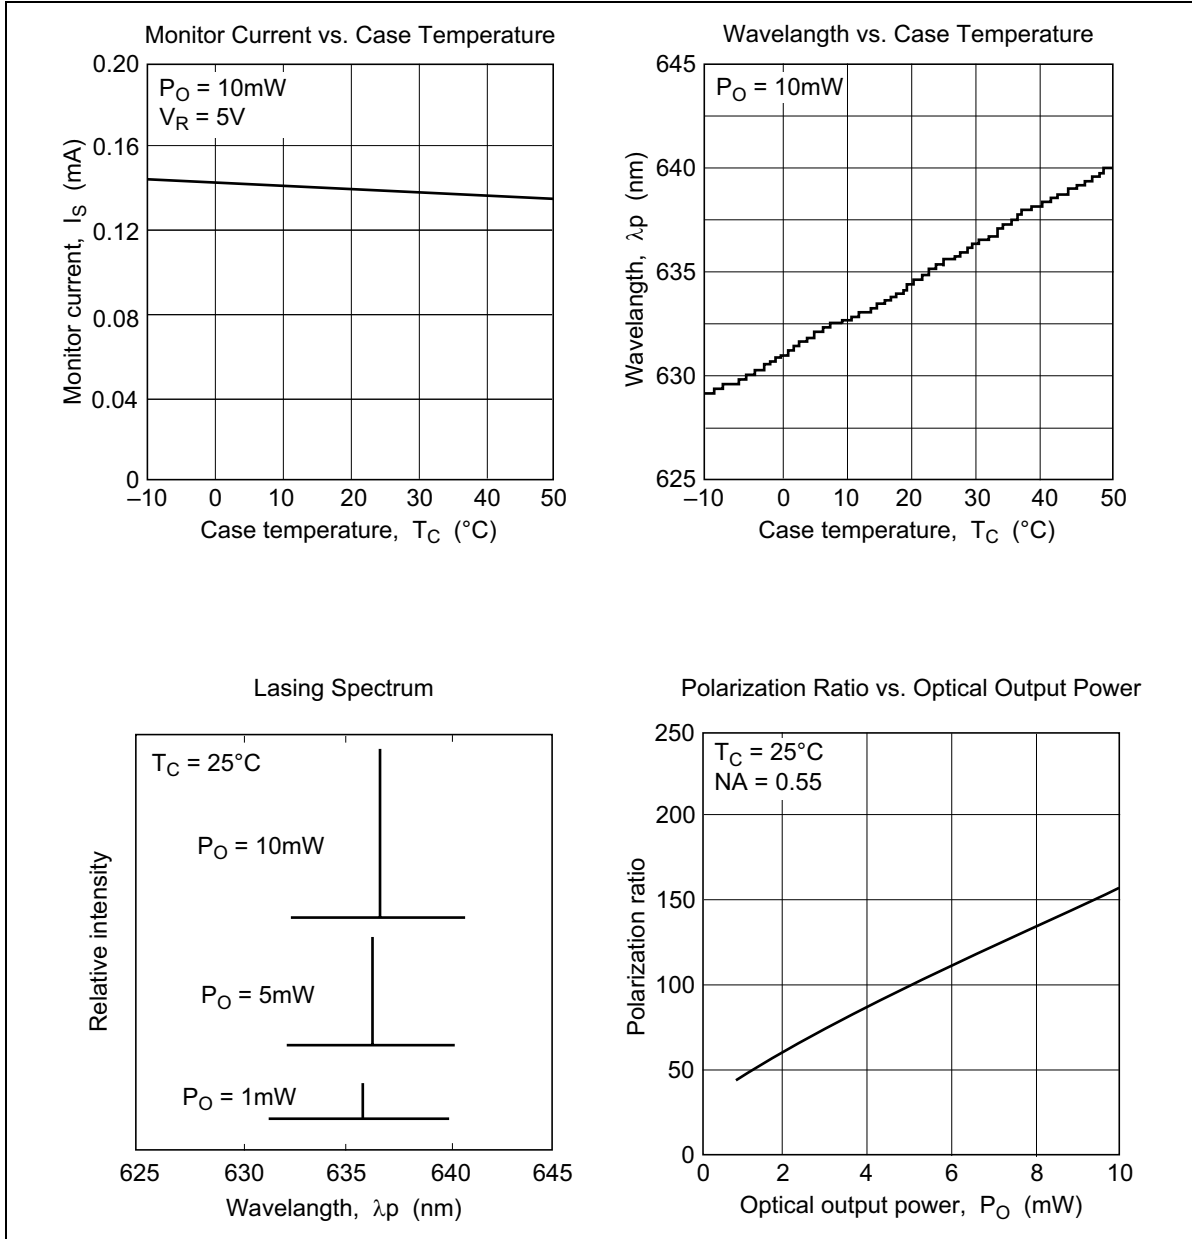 Monitor Current vs. Case Temperature
0.20
0.16
0.12
0.08
0.04
0
Monitor current, IS (mA)
PO = 10mW
VR = 5V
–10 0 10 20 30 40 50
Case temperature, TC (°C)
Wavelangth vs. Case Temperature
645
640
635
630
625
Wavelangth, λp (nm)
PO = 10mW
–10 0 10 20 30 40 50
Case temperature, TC (°C)
Lasing Spectrum
Relative intensity
TC = 25°C
PO = 10mW
PO = 5mW
PO = 1mW
625 630 635 640 645
Wavelangth, λp (nm)
Polarization Ratio vs. Optical Output Power
250
200
150
100
50
0
Polarization ratio
TC = 25°C
NA = 0.55
0 2 4 6 8 10
Optical output power, PO (mW)